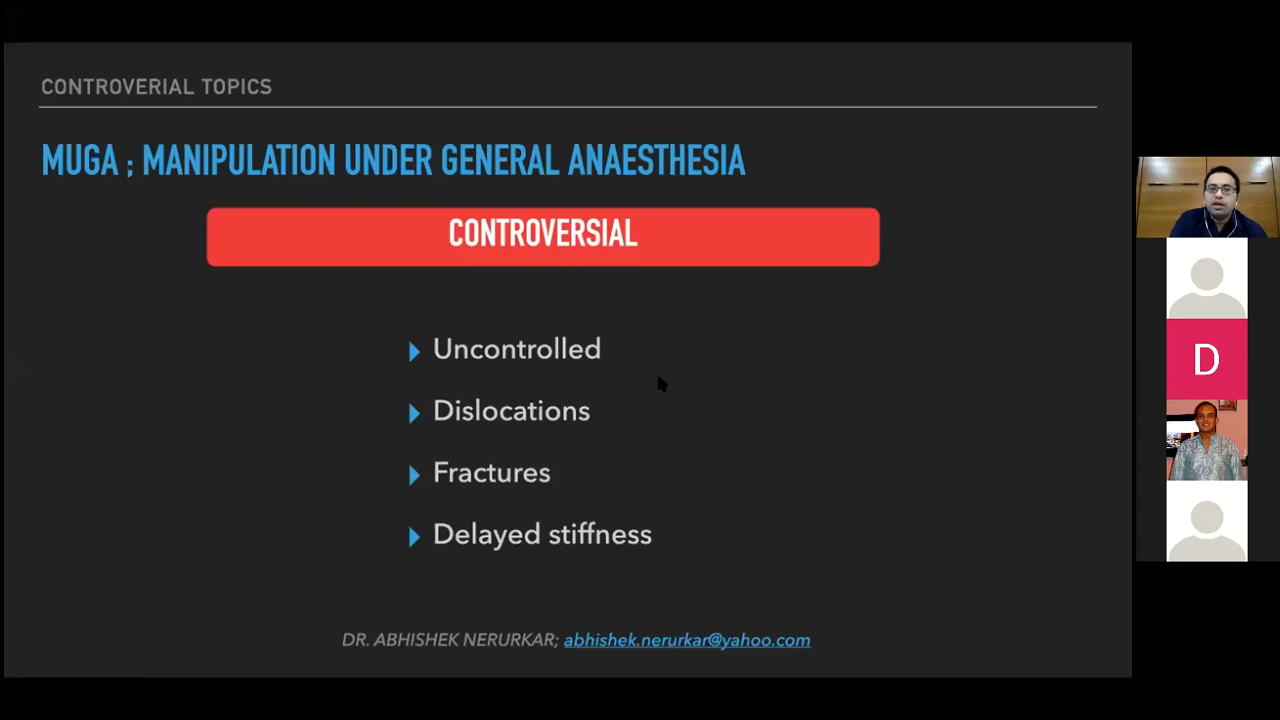 CONTROVERIAL TOPICS
MUGA ; MANIPULATION UNDER GENERAL ANAESTHESIA
CONTROVERSIAL
Uncontrolled
Dislocations
Fractures
Delayed stiffness
DR. ABHISHEK NERURKAR; abhishek.nerurkar@yahoo.com
D